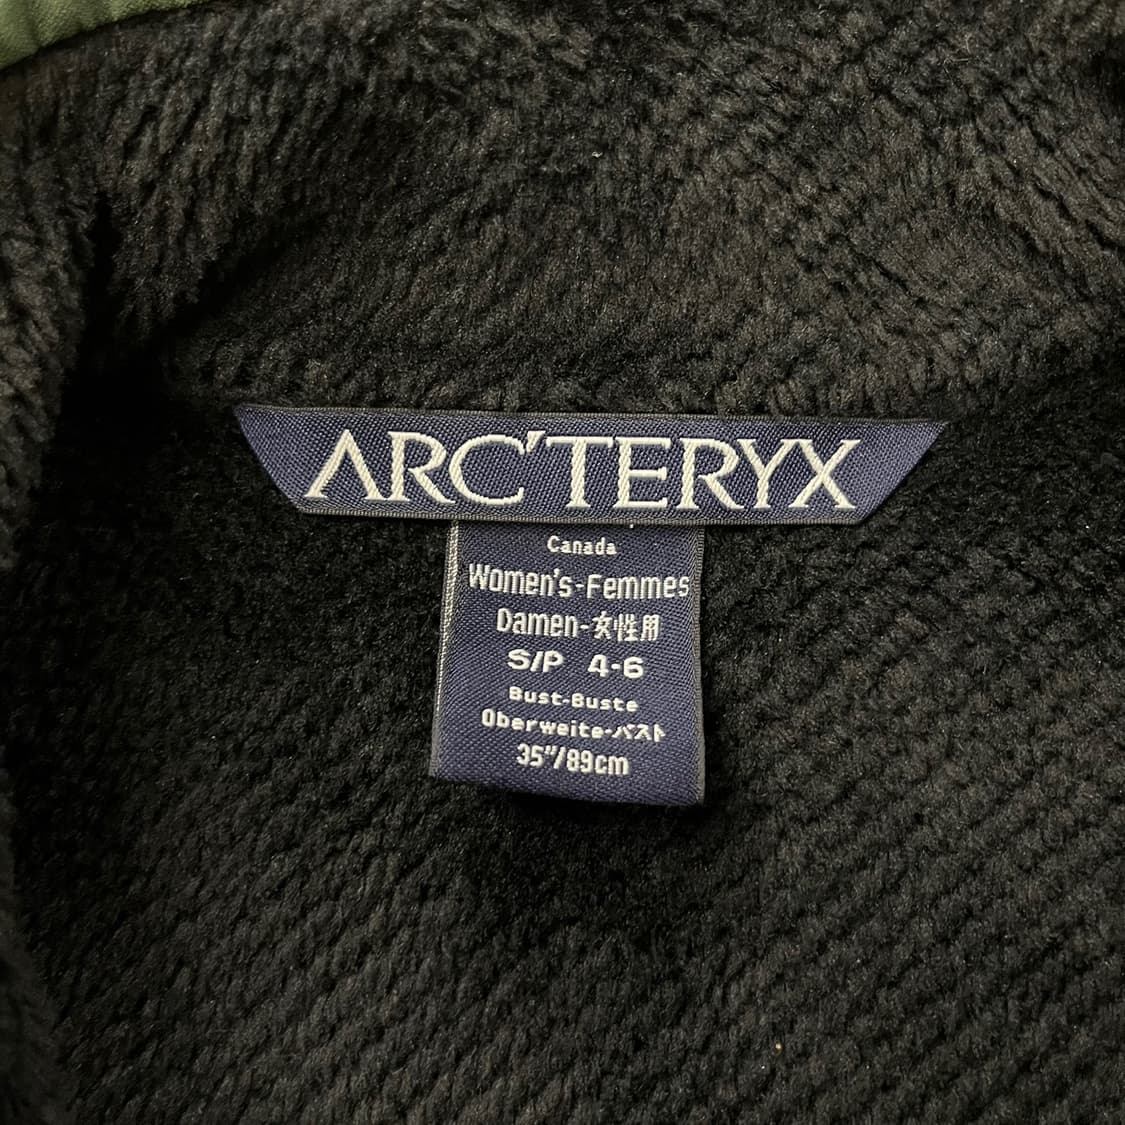 ARC'TERYX
Canada
Women's-Femmes
Damen-女性用
S/P 4-6
Bust-Buste
Oberweite-バスト
35"/89cm